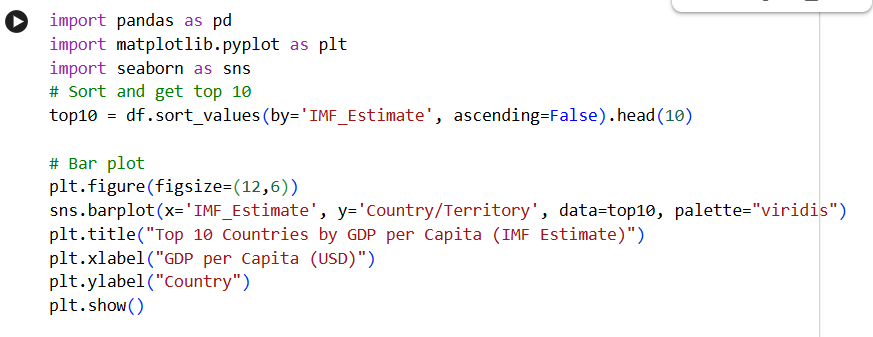 import pandas as pd
import matplotlib.pyplot as plt
import seaborn as sns
# Sort and get top 10
top10 = df.sort_values(by='IMF_Estimate', ascending=False).head(10)
# Bar plot
plt.figure(figsize=(12,6))
sns.barplot(x='IMF_Estimate', y='Country/Territory', data=top10, palette="viridis")
plt.title("Top 10 Countries by GDP per Capita (IMF Estimate)")
plt.xlabel("GDP per Capita (USD)")
plt.ylabel("Country")
plt.show()